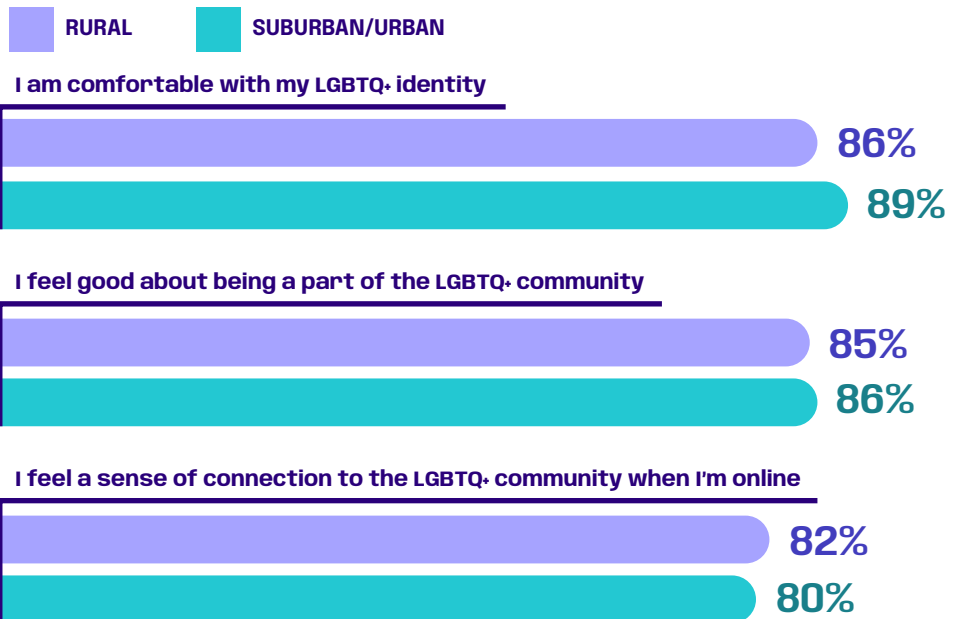 RURAL SUBURBAN/URBAN
I am comfortable with my LGBTQ+ identity
86%
89%
I feel good about being a part of the LGBTQ+ community
85%
86%
I feel a sense of connection to the LGBTQ+ community when I'm online
82%
80%